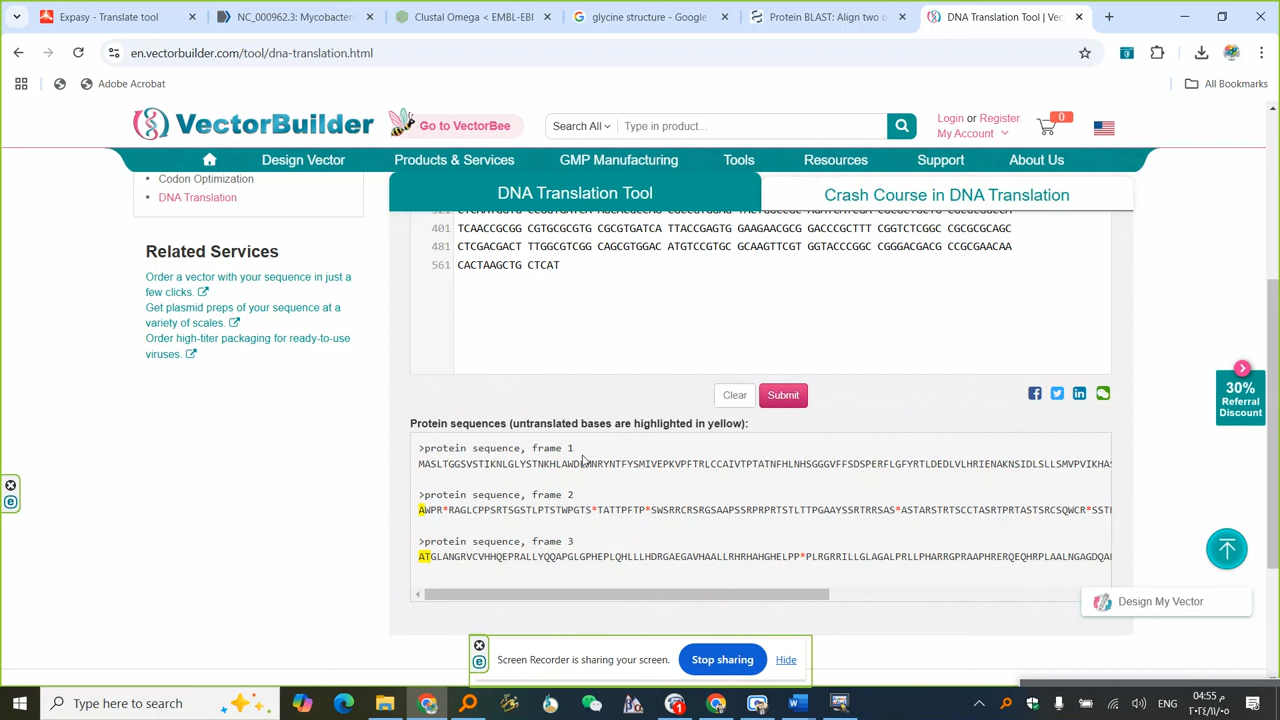 Expasy - Translate tool
NC_000962.3: Mycobacteri
Clustal Omega < EMBL-EBI
glycine structure - Google
Protein BLAST: Align two o
DNA Translation Tool | Vec
en.vectorbuilder.com/tool/dna-translation.html
Adobe Acrobat
All Bookmarks
VectorBuilder
Go to VectorBee
Search All
Type in product...
Login or Register
My Account
0
Design Vector
Products & Services
GMP Manufacturing
Tools
Resources
Support
About Us
Codon Optimization
DNA Translation
DNA Translation Tool
Crash Course in DNA Translation
401 TCAACCGCGG CGTGCGCGTG CGCGTGATCA TTACCGAGTG GAAGAACGCG GACCCGCTTT CGGTCTCGGC CGCGCGCAGC
481 CTCGACGACT TTGGCGTCGG CAGCGTGGAC ATGTCCGTGC GCAAGTTCGT GGTACCCGGC CGGGACGACG CCGCGAACAA
561 CACTAAGCTG CTCAT
Related Services
Order a vector with your sequence in just a
few clicks.
Get plasmid preps of your sequence at a
variety of scales.
Order high-titer packaging for ready-to-use
viruses.
Clear
Submit
30%
Referral
Discount
Protein sequences (untranslated bases are highlighted in yellow):
>protein sequence, frame 1
MASLTGGSVSTIKNLGLYSTNKHLAWDLMNRYNTFYSMIVEPKVPFTRLCCAIVTPTATNFHLNHSGGGVFFSDSPERFLGFYRTLDEDLVLHRIENAKNSIDLSLLSMVPVIKHAS
>protein sequence, frame 2
AWPR*RAGLCPPSRTSGSTLPTSTWPGTS*TATTPFTP*SWSRRCRSRGSAAPSSRPRPRTSTLTTPGAAYSSRTRRSAS*ASTARSTRTSCCTASRTPRTASTSRCSQWCR*SST
>protein sequence, frame 3
ATGLANGRVCVHHQEPRALLYQQAPGLGPHEPLQHLLLHDRGAEGAVHAALLRHRHAHGHELPP*PLRGRRILLGLAGALPRLLPHARRGPRAAPHRERQEQHRPLAALNGAGDQA
Design My Vector
Screen Recorder is sharing your screen.
Stop sharing
Hide
Type here to search
1
ENG
04:55 م
٢٠٢٤/١١/٠٥